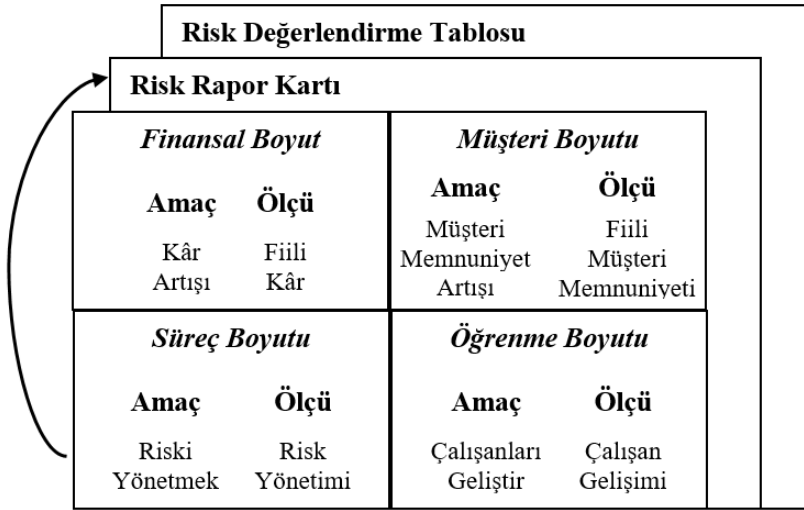 Risk Değerlendirme Tablosu
Risk Rapor Kartı
Finansal Boyut
Amaç Ölçü
Kâr Fiili
Artışı Kâr
Müşteri Boyutu
Amaç Ölçü
Müşteri Fiili
Memnuniyet Müşteri
Artışı Memnuniyeti
Süreç Boyutu
Amaç Ölçü
Riski Risk
Yönetmek Yönetimi
Öğrenme Boyutu
Amaç Ölçü
Çalışanları Çalışan
Geliştir Gelişimi